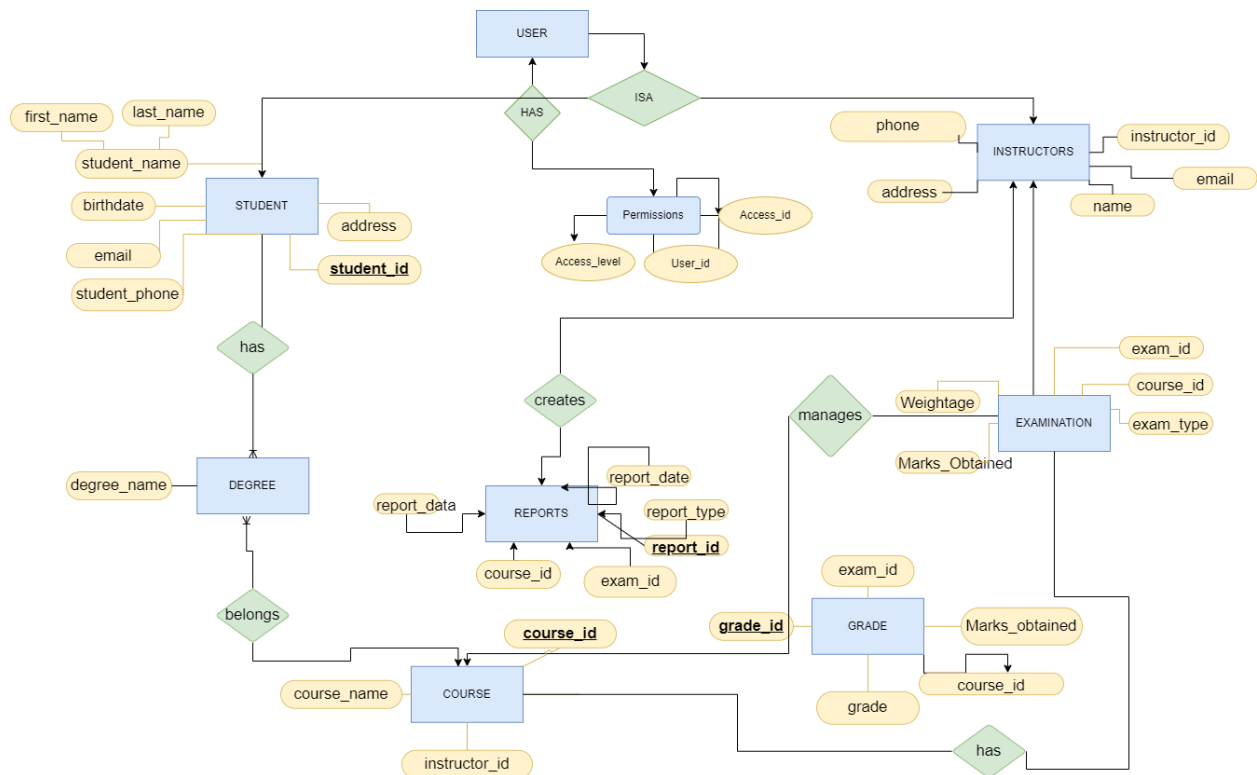 USER
HAS
ISA
first_name
last_name
student_name
phone
instructor_id
INSTRUCTORS
email
address
name
birthdate
STUDENT
address
email
student_id
student_phone
Permissions
Access_id
Access_level
User_id
has
creates
manages
exam_id
course_id
Weightage
exam_type
EXAMINATION
Marks_Obtained
degree_name
DEGREE
report_date
report_data
report_type
REPORTS
report_id
course_id
exam_id
exam_id
belongs
course_id
grade_id
GRADE
Marks_obtained
course_name
COURSE
course_id
grade
instructor_id
has